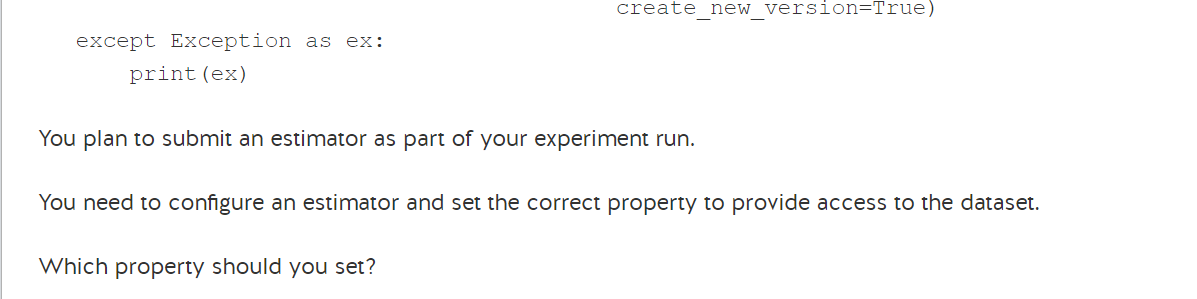 create_new_version=True)
except Exception as ex:
print(ex)
You plan to submit an estimator as part of your experiment run.
You need to configure an estimator and set the correct property to provide access to the dataset.
Which property should you set?